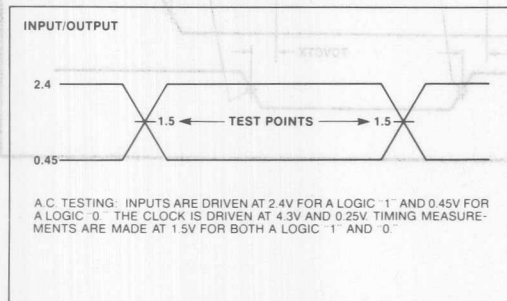 INPUT/OUTPUT
2.4
1.5 TEST POINTS 1.5
0.45
A.C. TESTING: INPUTS ARE DRIVEN AT 2.4V FOR A LOGIC "1" AND 0.45V FOR
A LOGIC "0." THE CLOCK IS DRIVEN AT 4.3V AND 0.25V. TIMING MEASURE-
MENTS ARE MADE AT 1.5V FOR BOTH A LOGIC "1" AND "0."